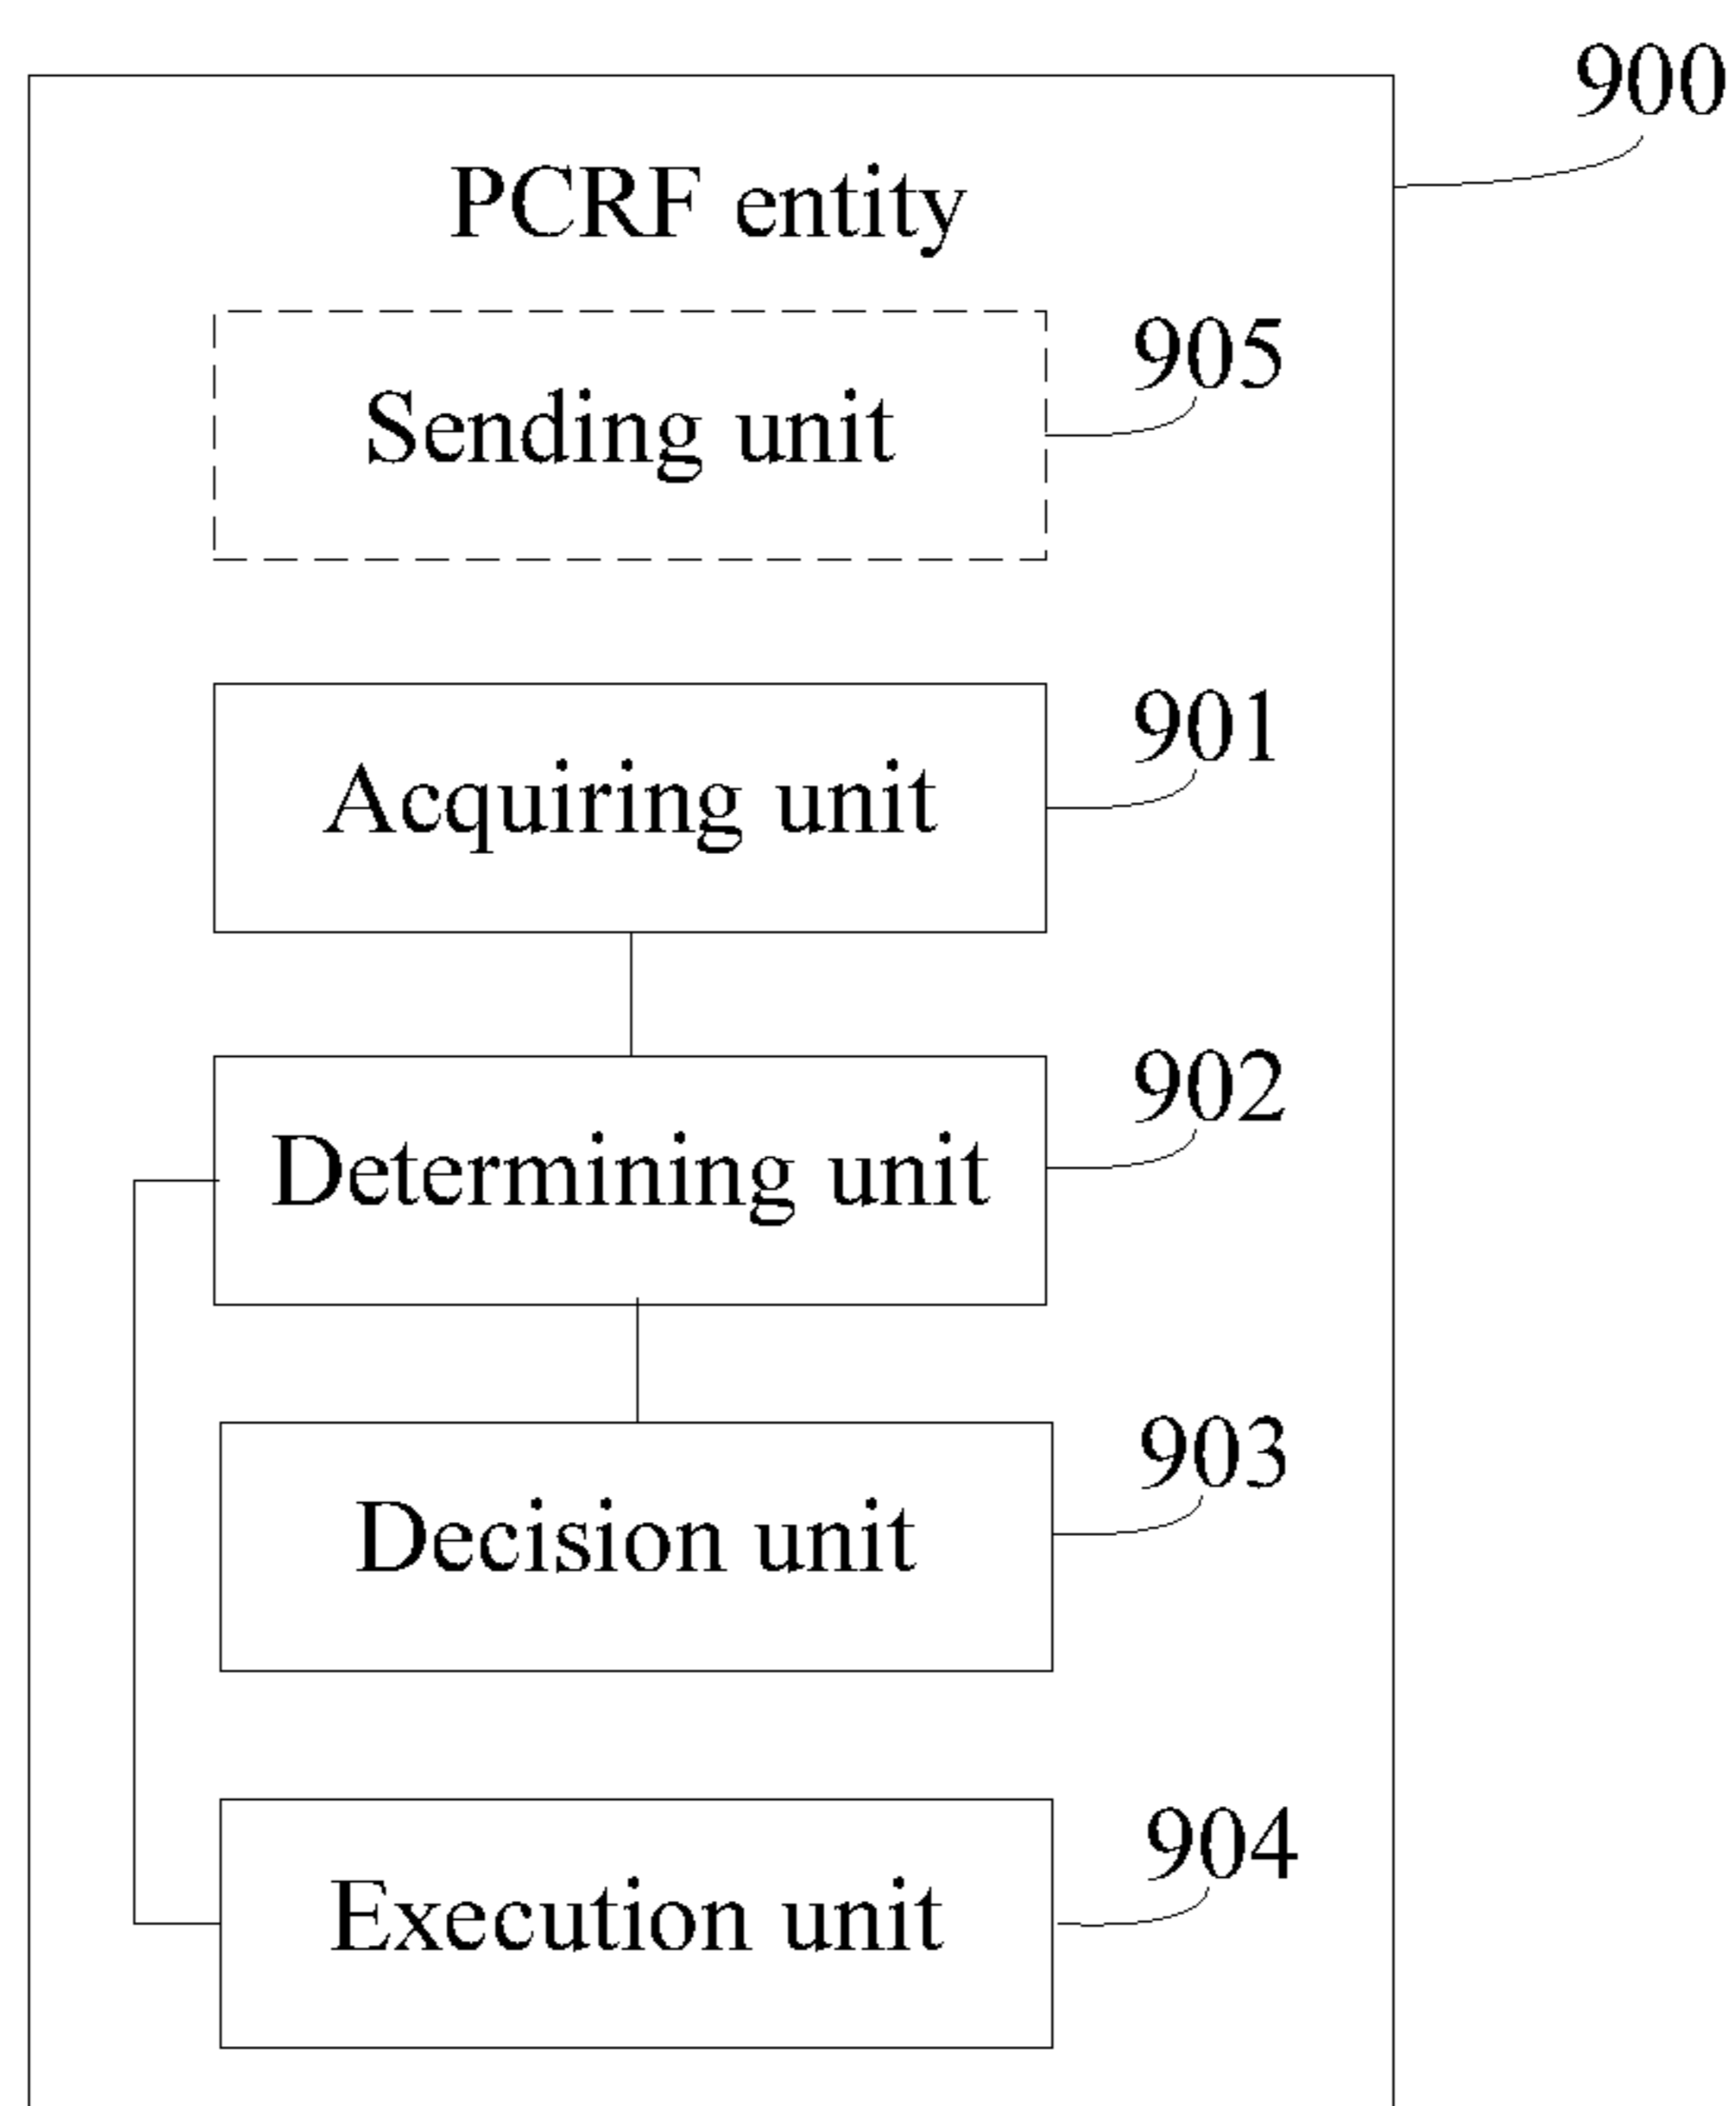 900
PCRF entity
905
Sending unit
901
Acquiring unit
902
Determining unit
903
Decision unit
904
Execution unit